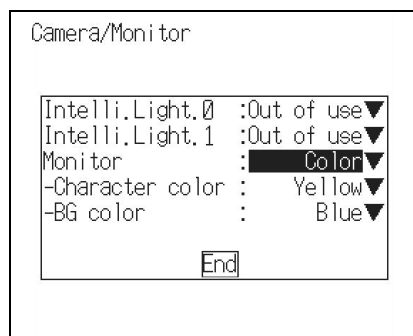 Camera/Monitor
Intelli.Light.0 :Out of use▼
Intelli.Light.1 :Out of use▼
Monitor : Color▼
-Character color : Yellow▼
-BG color : Blue▼
End